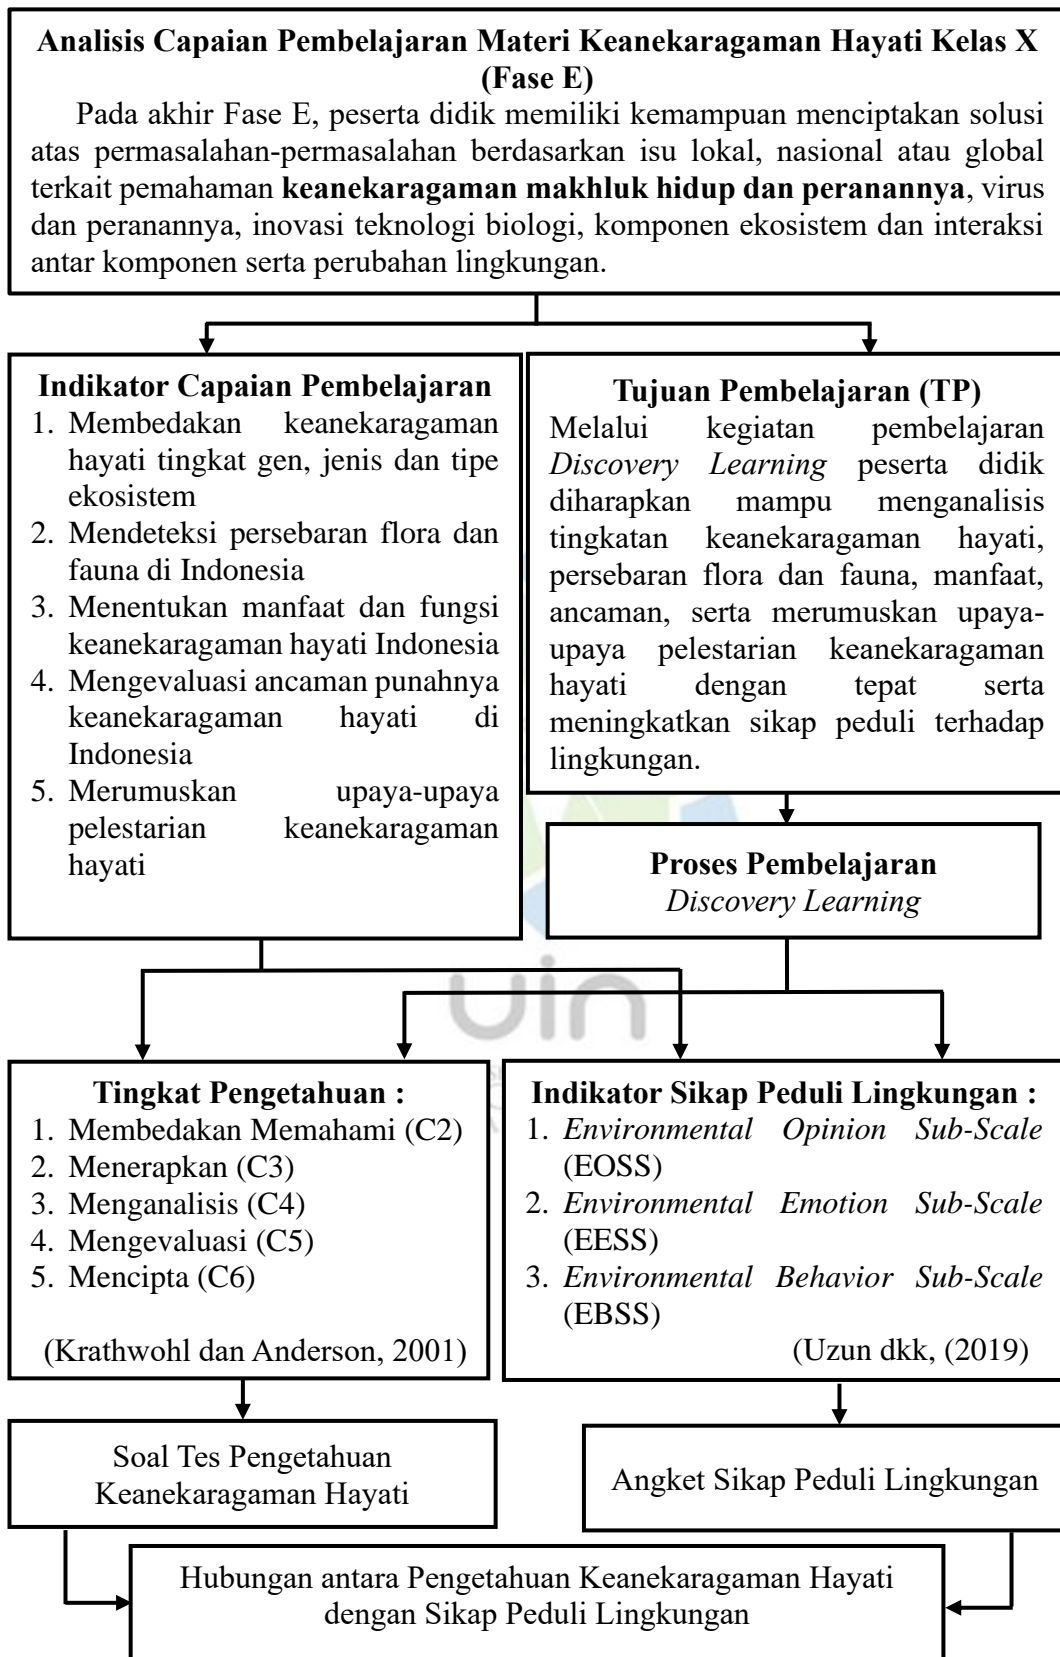 Analisis Capaian Pembelajaran Materi Keanekaragaman Hayati Kelas X
(Fase E)
Pada akhir Fase E, peserta didik memiliki kemampuan menciptakan solusi
atas permasalahan-permasalahan berdasarkan isu lokal, nasional atau global
terkait pemahaman keanekaragaman makhluk hidup dan peranannya, virus
dan peranannya, inovasi teknologi biologi, komponen ekosistem dan interaksi
antar komponen serta perubahan lingkungan.
Indikator Capaian Pembelajaran
1. Membedakan keanekaragaman
hayati tingkat gen, jenis dan tipe
ekosistem
2. Mendeteksi persebaran flora dan
fauna di Indonesia
3. Menentukan manfaat dan fungsi
keanekaragaman hayati Indonesia
4. Mengevaluasi ancaman punahnya
keanekaragaman hayati di
Indonesia
5. Merumuskan upaya-upaya
pelestarian keanekaragaman
hayati
Tujuan Pembelajaran (TP)
Melalui kegiatan pembelajaran
Discovery Learning peserta didik
diharapkan mampu menganalisis
tingkatan keanekaragaman hayati,
persebaran flora dan fauna, manfaat,
ancaman, serta merumuskan upaya-
upaya pelestarian keanekaragaman
hayati dengan tepat serta
meningkatkan sikap peduli terhadap
lingkungan.
Proses Pembelajaran
Discovery Learning
uin
Tingkat Pengetahuan :
1. Membedakan Memahami (C2)
2. Menerapkan (C3)
3. Menganalisis (C4)
4. Mengevaluasi (C5)
5. Mencipta (C6)
(Krathwohl dan Anderson, 2001)
Indikator Sikap Peduli Lingkungan :
1. Environmental Opinion Sub-Scale
(EOSS)
2. Environmental Emotion Sub-Scale
(EESS)
3. Environmental Behavior Sub-Scale
(EBSS)
(Uzun dkk, (2019)
Soal Tes Pengetahuan
Keanekaragaman Hayati
Angket Sikap Peduli Lingkungan
Hubungan antara Pengetahuan Keanekaragaman Hayati
dengan Sikap Peduli Lingkungan